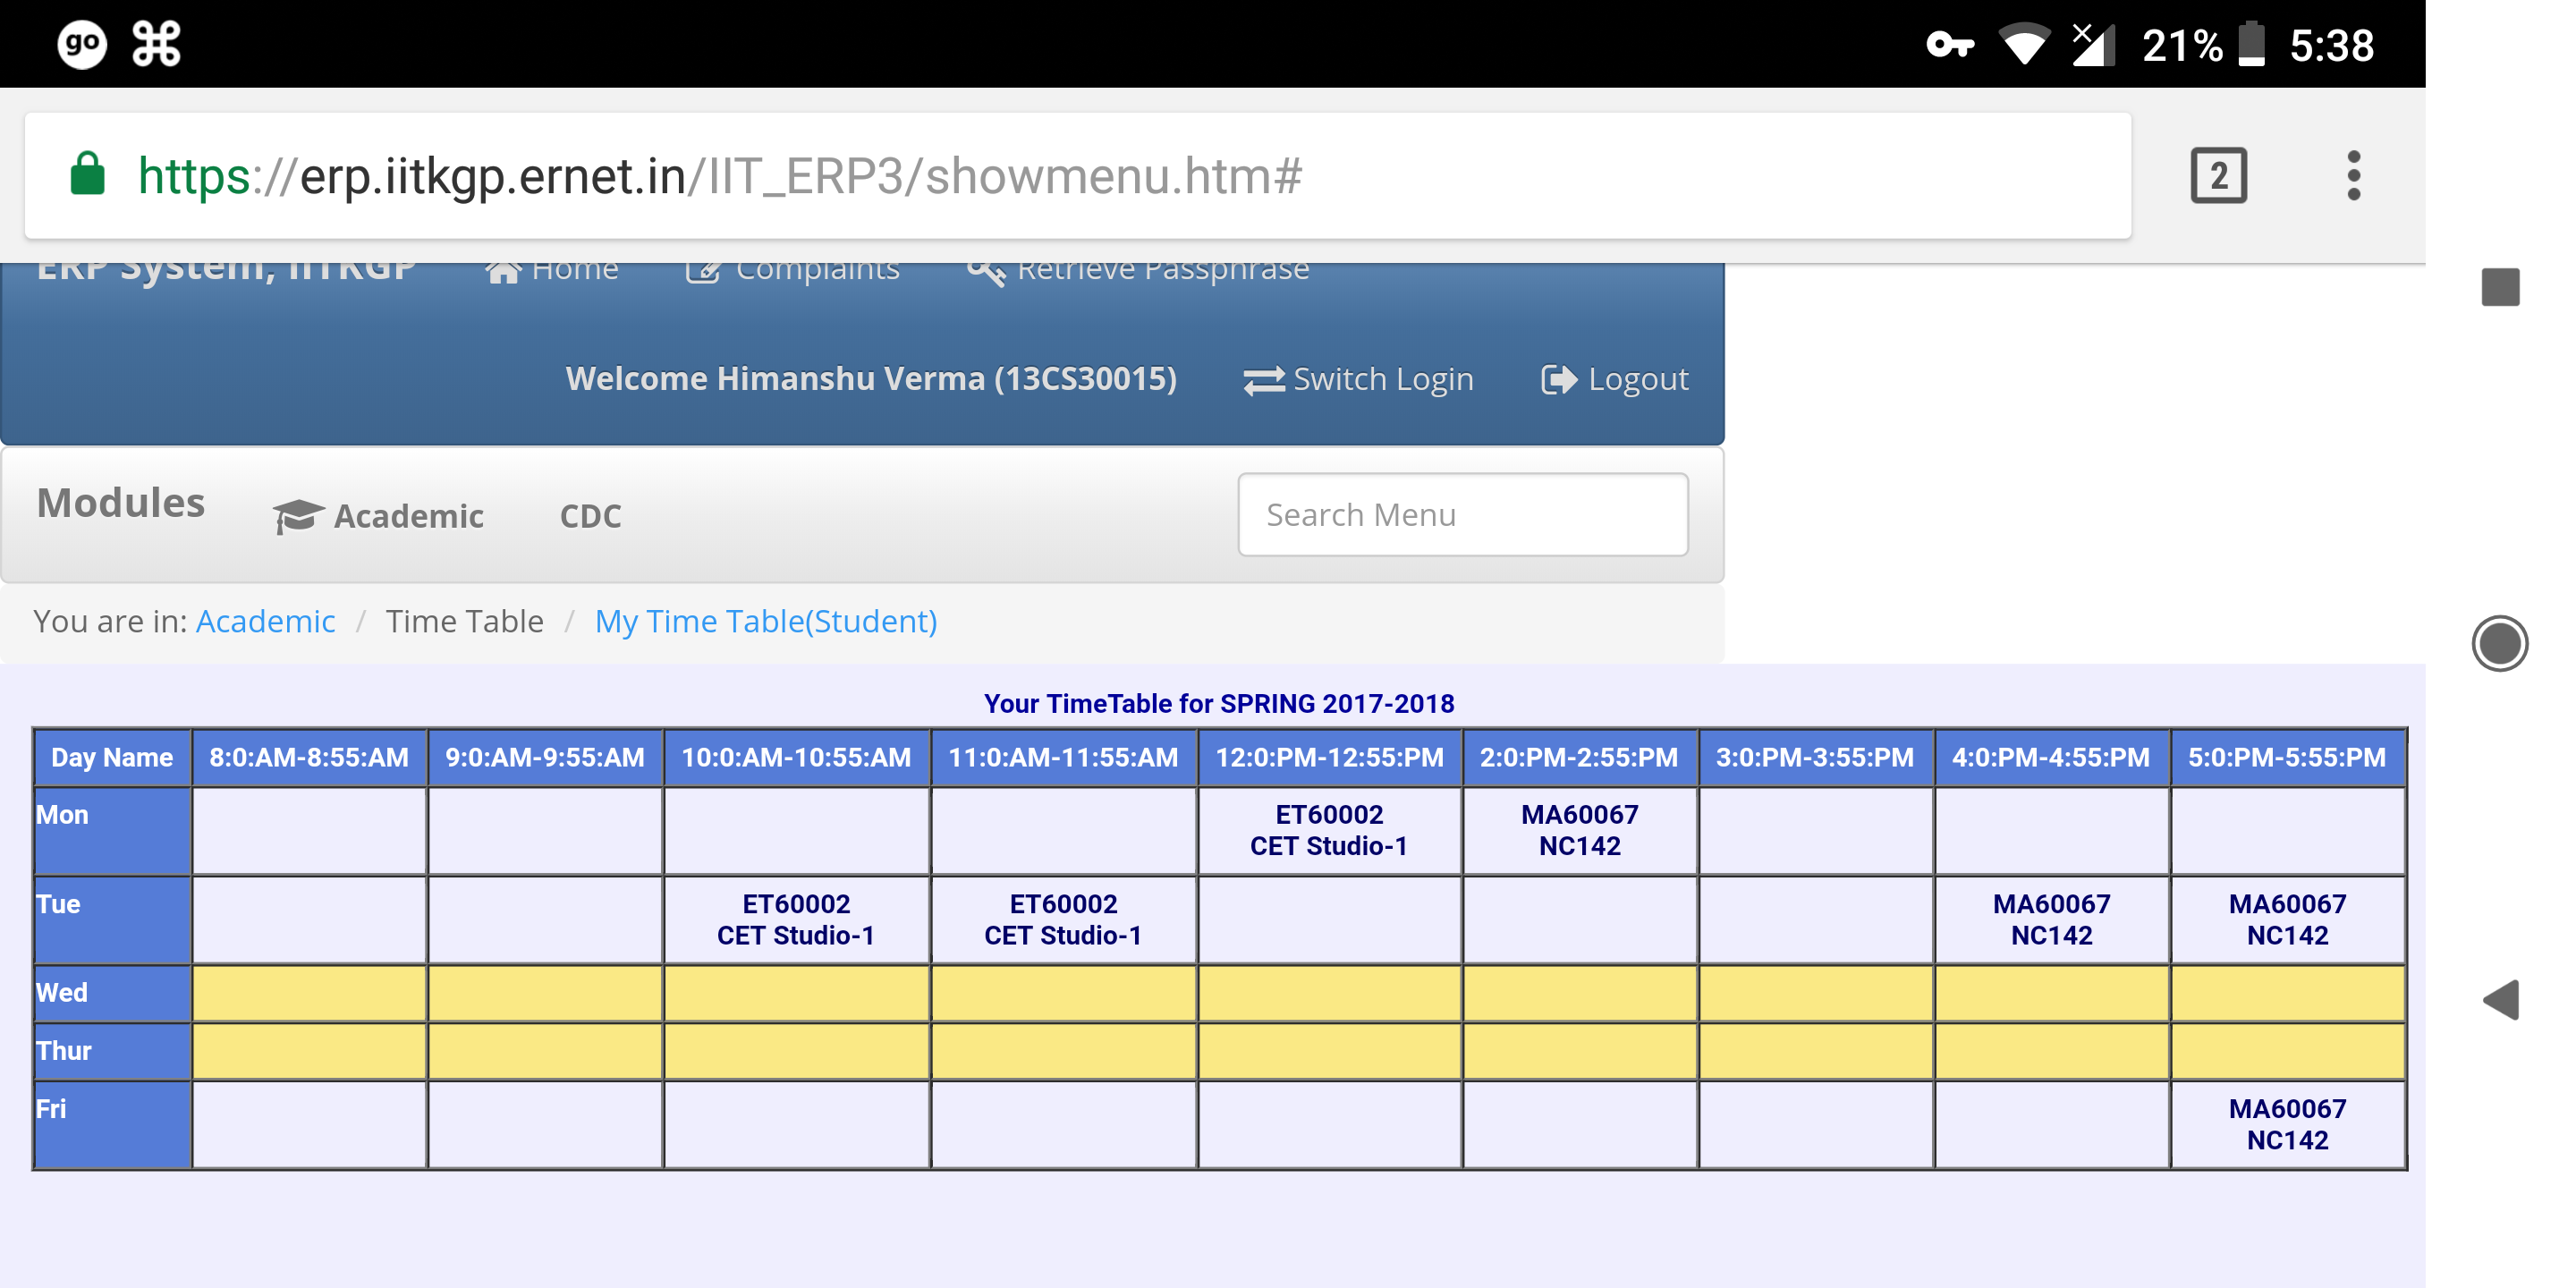 go 21% 5:38
https://erp.iitkgp.ernet.in/IIT_ERP3/showmenu.htm# 2
ERP System, IITKGP Home Complaints Retrieve Passphrase
Welcome Himanshu Verma (13CS30015) Switch Login Logout
Modules Academic CDC Search Menu
You are in: Academic / Time Table / My Time Table(Student)
Your TimeTable for SPRING 2017-2018
Day Name 8:0:AM-8:55:AM 9:0:AM-9:55:AM 10:0:AM-10:55:AM 11:0:AM-11:55:AM 12:0:PM-12:55:PM 2:0:PM-2:55:PM 3:0:PM-3:55:PM 4:0:PM-4:55:PM 5:0:PM-5:55:PM
Mon ET60002 MA60067
CET Studio-1 NC142
Tue ET60002 ET60002 MA60067 MA60067
CET Studio-1 CET Studio-1 NC142 NC142
Wed
Thur
Fri MA60067
NC142